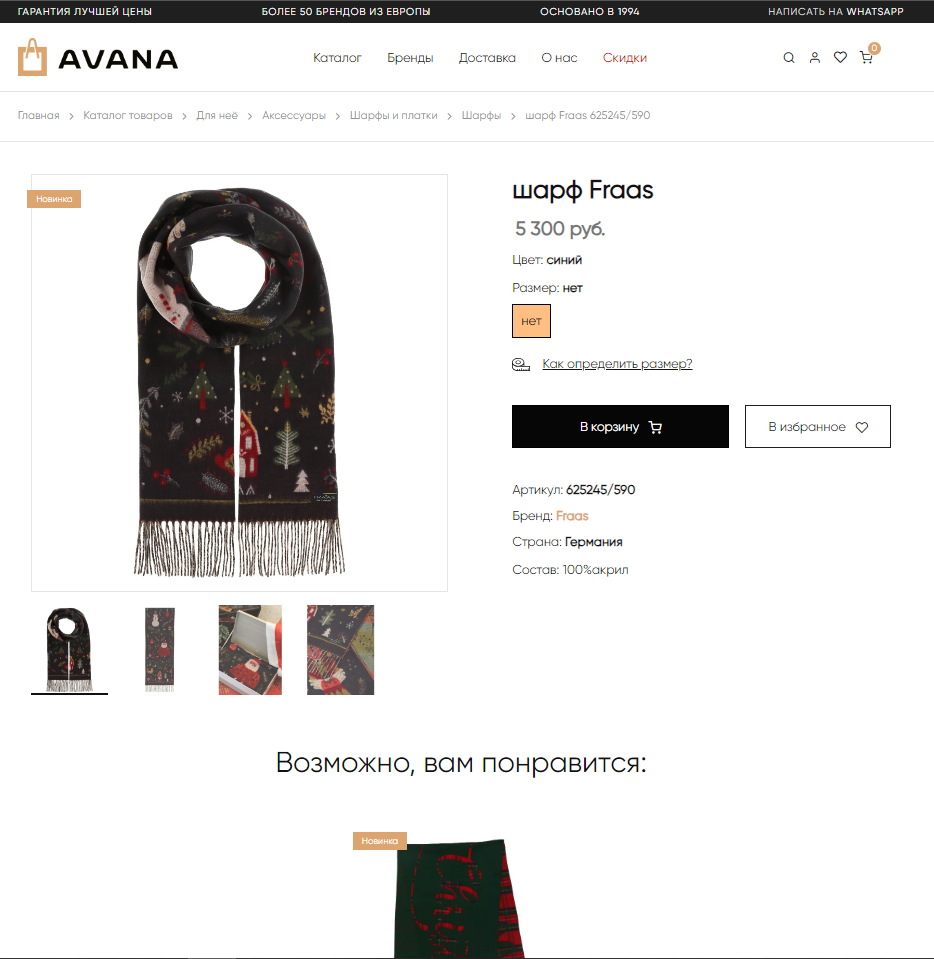 ГАРАНТИЯ ЛУЧШЕЙ ЦЕНЫ БОЛЕЕ 50 БРЕНДОВ ИЗ ЕВРОПЫ ОСНОВАНО В 1994 НАПИСАТЬ НА WHATSAPP
AVANA Каталог Бренды Доставка О нас Скидки 0
Главная > Каталог товаров > Для неё > Аксессуары > Шарфы и платки > Шарфы > шарф Fraas 625245/590
Новинка
шарф Fraas
5 300 руб.
Цвет: синий
Размер: нет
нет
Как определить размер?
В корзину В избранное
Артикул: 625245/590
Бренд: Fraas
Страна: Германия
Состав: 100%акрил
Возможно, вам понравится:
Новинка